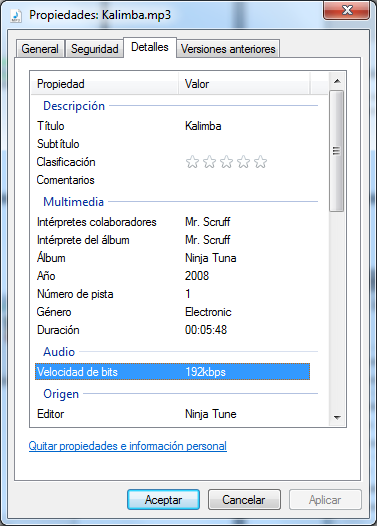 Propiedades: Kalimba.mp3
General Seguridad Detalles Versiones anteriores
Propiedad Valor
Descripción
Título Kalimba
Subtítulo
Clasificación
Comentarios
Multimedia
Intérpretes colaboradores Mr. Scruff
Intérprete del álbum Mr. Scruff
Álbum Ninja Tuna
Año 2008
Número de pista 1
Género Electronic
Duración 00:05:48
Audio
Velocidad de bits 192kbps
Origen
Editor Ninja Tune
Quitar propiedades e información personal
Aceptar Cancelar Aplicar